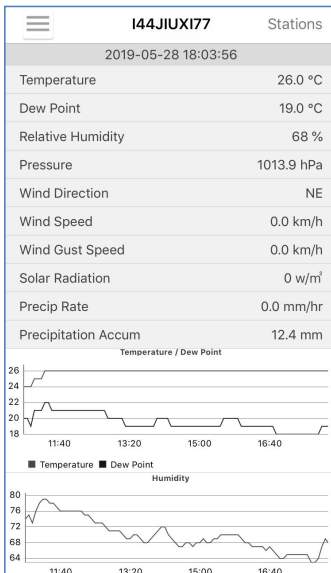 I44JIUXI77 Stations
2019-05-28 18:03:56
Temperature 26.0 °C
Dew Point 19.0 °C
Relative Humidity 68 %
Pressure 1013.9 hPa
Wind Direction NE
Wind Speed 0.0 km/h
Wind Gust Speed 0.0 km/h
Solar Radiation 0 w/㎡
Precip Rate 0.0 mm/hr
Precipitation Accum 12.4 mm
Temperature / Dew Point
26
24
22
20
18
11:40 13:20 15:00 16:40
Temperature Dew Point
Humidity
80
76
72
68
64
11:40 13:20 15:00 16:40